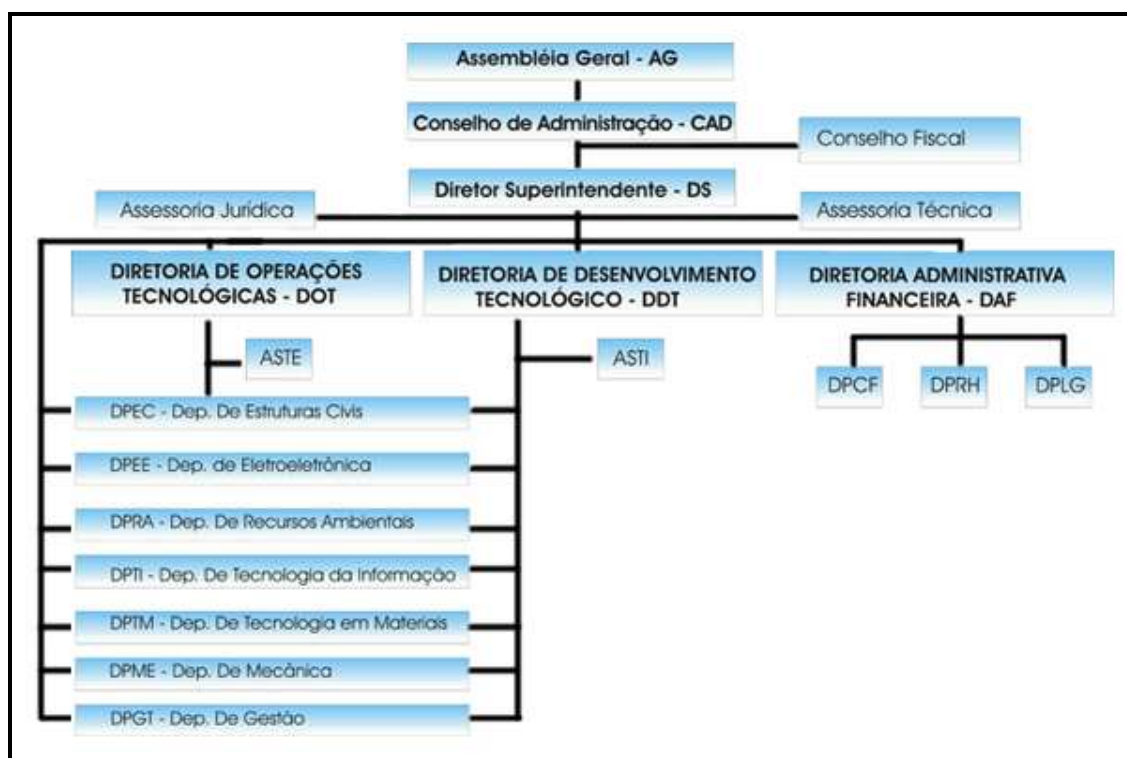 Assembléia Geral - AG
Conselho de Administração - CAD
Conselho Fiscal
Diretor Superintendente - DS
Assessoria Jurídica
Assessoria Técnica
DIRETORIA DE OPERAÇÕES
TECNOLÓGICAS - DOT
DIRETORIA DE DESENVOLVIMENTO
TECNOLÓGICO - DDT
DIRETORIA ADMINISTRATIVA
FINANCEIRA - DAF
ASTE
ASTI
DPCF
DPRH
DPLG
DPEC - Dep. De Estruturas Civis
DPEE - Dep. de Eletroeletrônica
DPRA - Dep. De Recursos Ambientais
DPTI - Dep. De Tecnologia da Informação
DPTM - Dep. De Tecnologia em Materiais
DPME - Dep. De Mecânica
DPGT - Dep. De Gestão